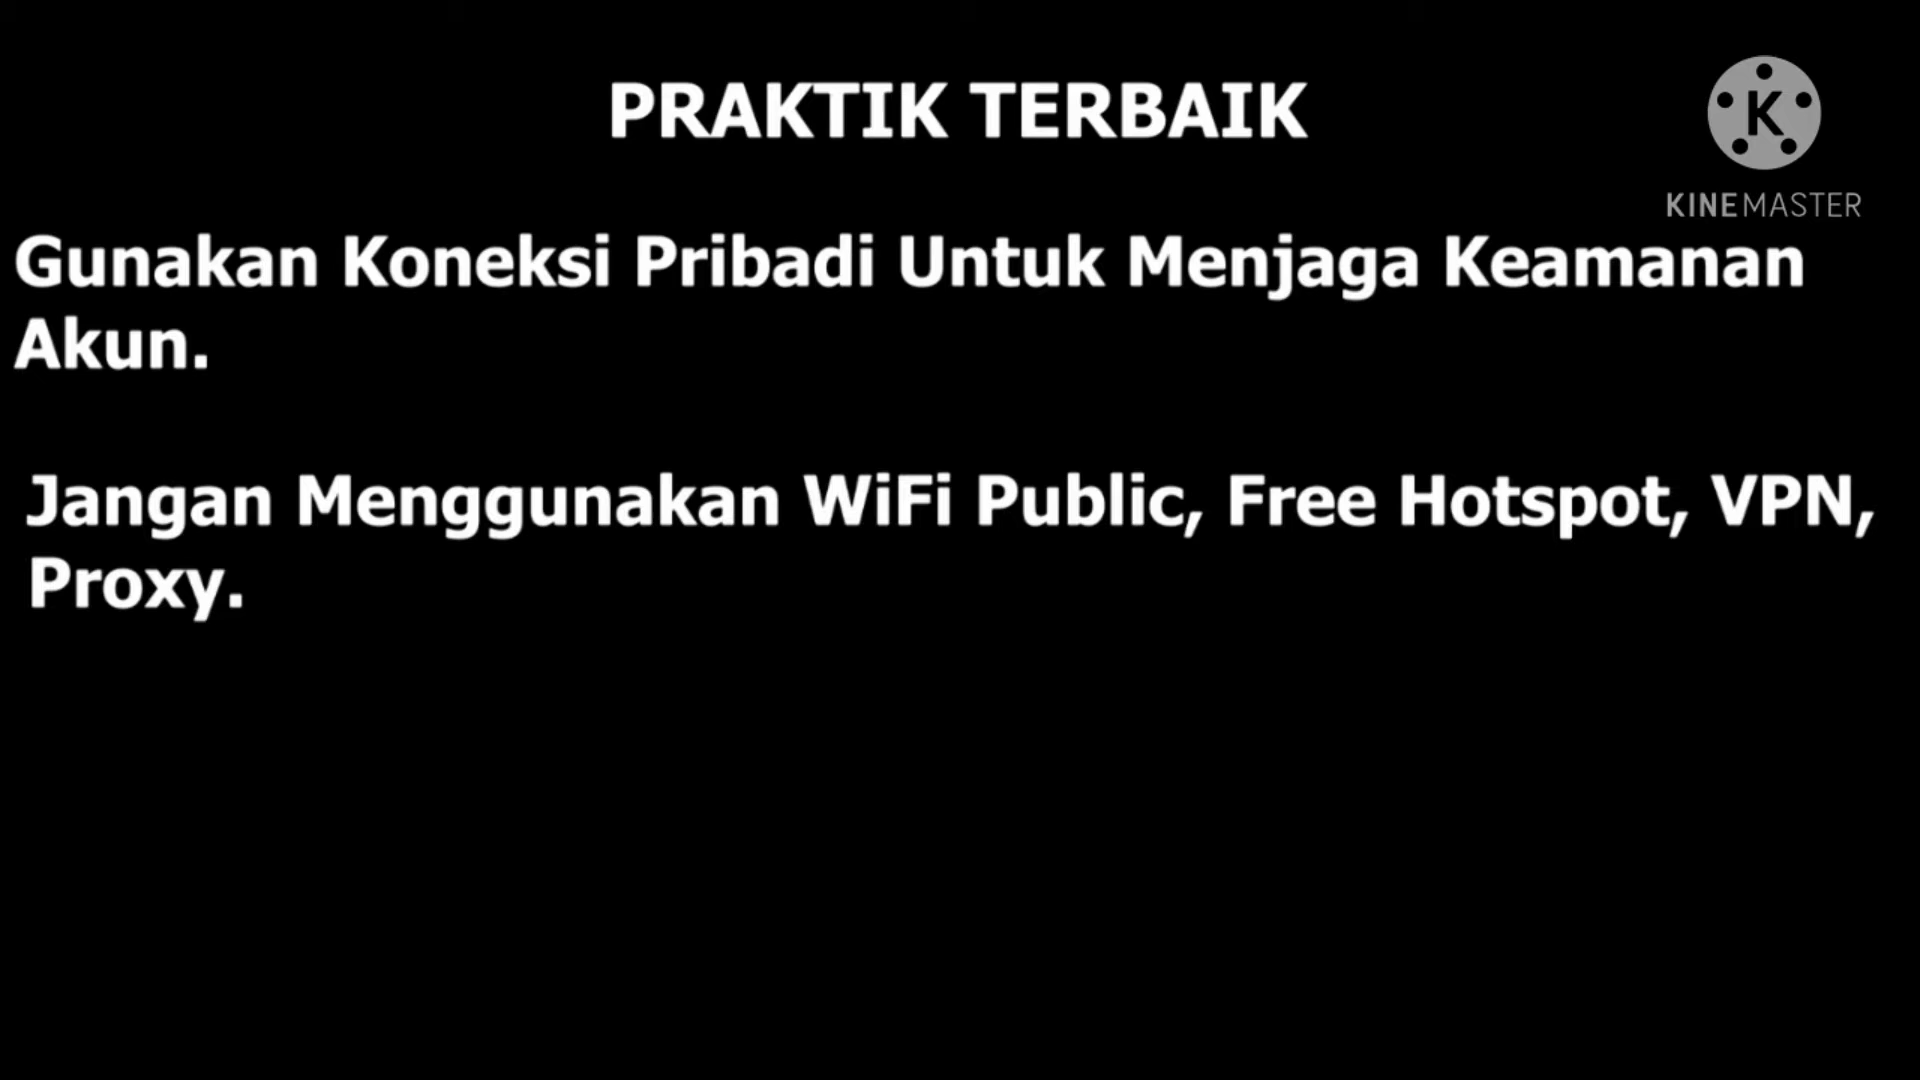 PRAKTIK TERBAIK
K
KINEMASTER
Gunakan Koneksi Pribadi Untuk Menjaga Keamanan
Akun.
Jangan Menggunakan WiFi Public, Free Hotspot, VPN,
Proxy.